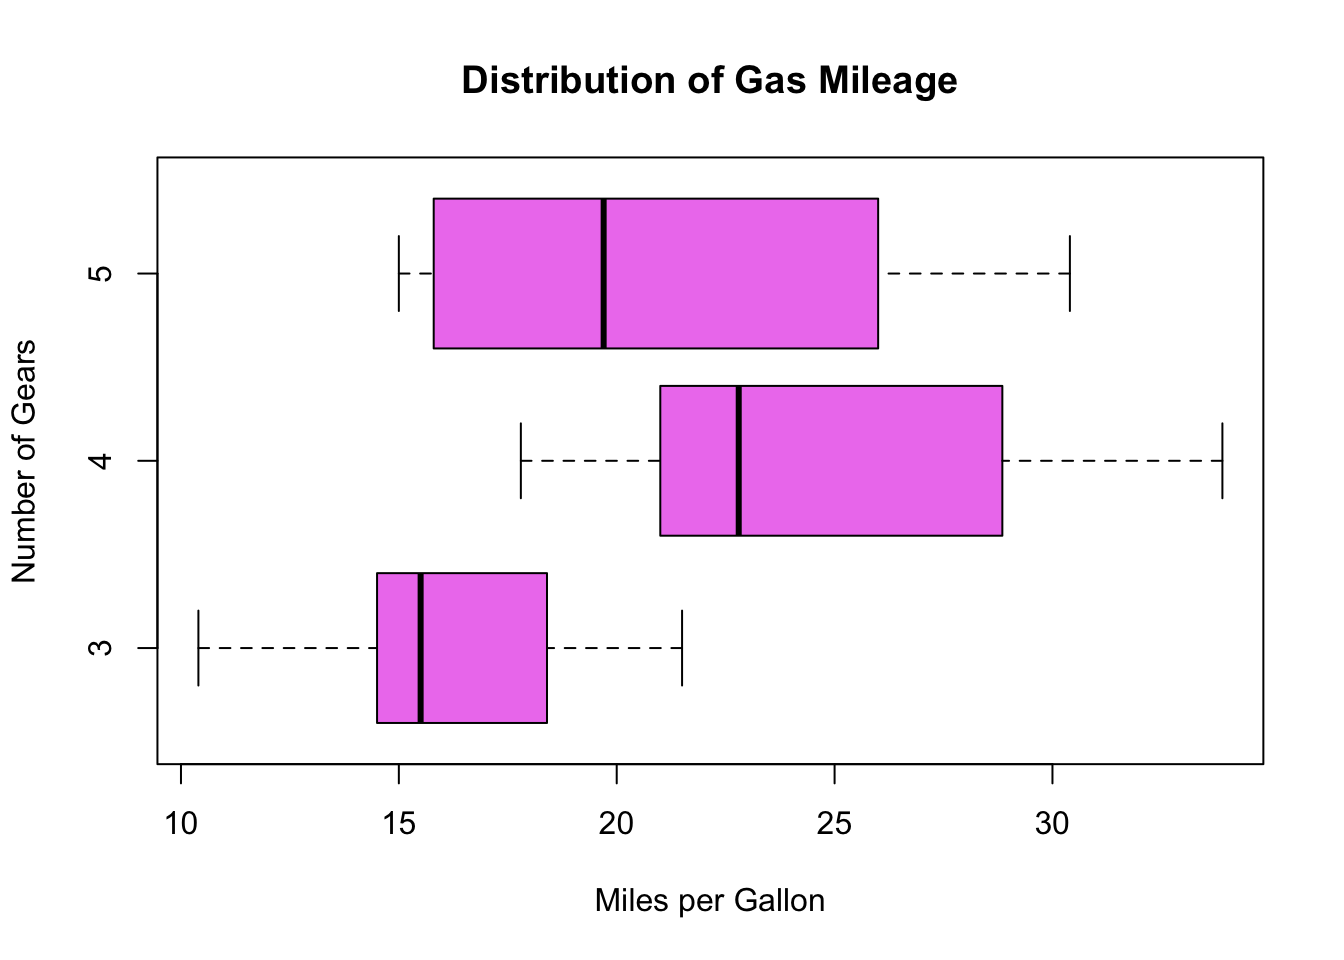 Distribution of Gas Mileage
Number of Gears
5
4
3
10 15 20 25 30
Miles per Gallon